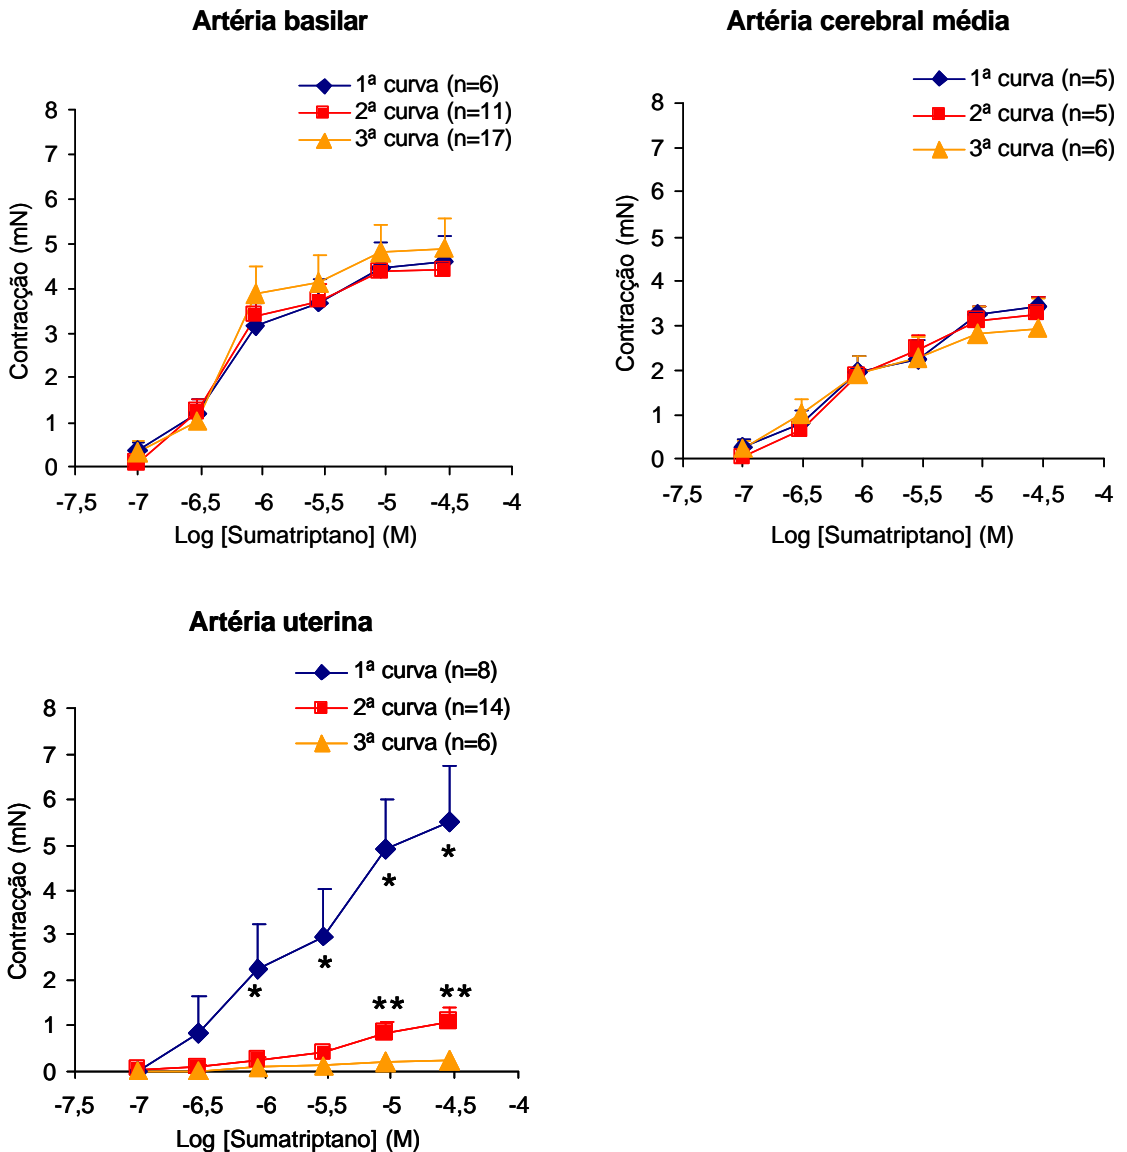 Artéria basilar
1ª curva (n=6)
2ª curva (n=11)
3ª curva (n=17)
Contracção (mN)
8
7
6
5
4
3
2
1
0
-7,5 -7 -6,5 -6 -5,5 -5 -4,5 -4
Log [Sumatriptano] (M)
Artéria cerebral média
1ª curva (n=5)
2ª curva (n=5)
3ª curva (n=6)
Contracção (mN)
8
7
6
5
4
3
2
1
0
-7,5 -7 -6,5 -6 -5,5 -5 -4,5 -4
Log [Sumatriptano] (M)
Artéria uterina
1ª curva (n=8)
2ª curva (n=14)
3ª curva (n=6)
Contracção (mN)
8
7
6
5
4
3
2
1
0
*
*
*
*
**
**
-7,5 -7 -6,5 -6 -5,5 -5 -4,5 -4
Log [Sumatriptano] (M)